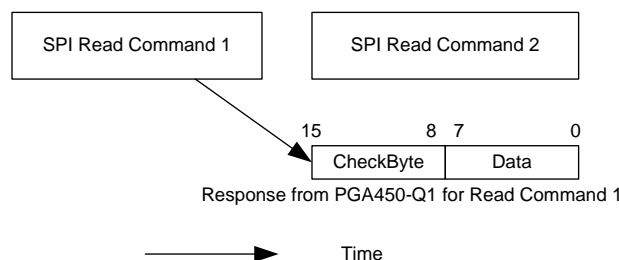 SPI Read Command 1
SPI Read Command 2
15 8 7 0
CheckByte Data
Response from PGA450-Q1 for Read Command 1
Time